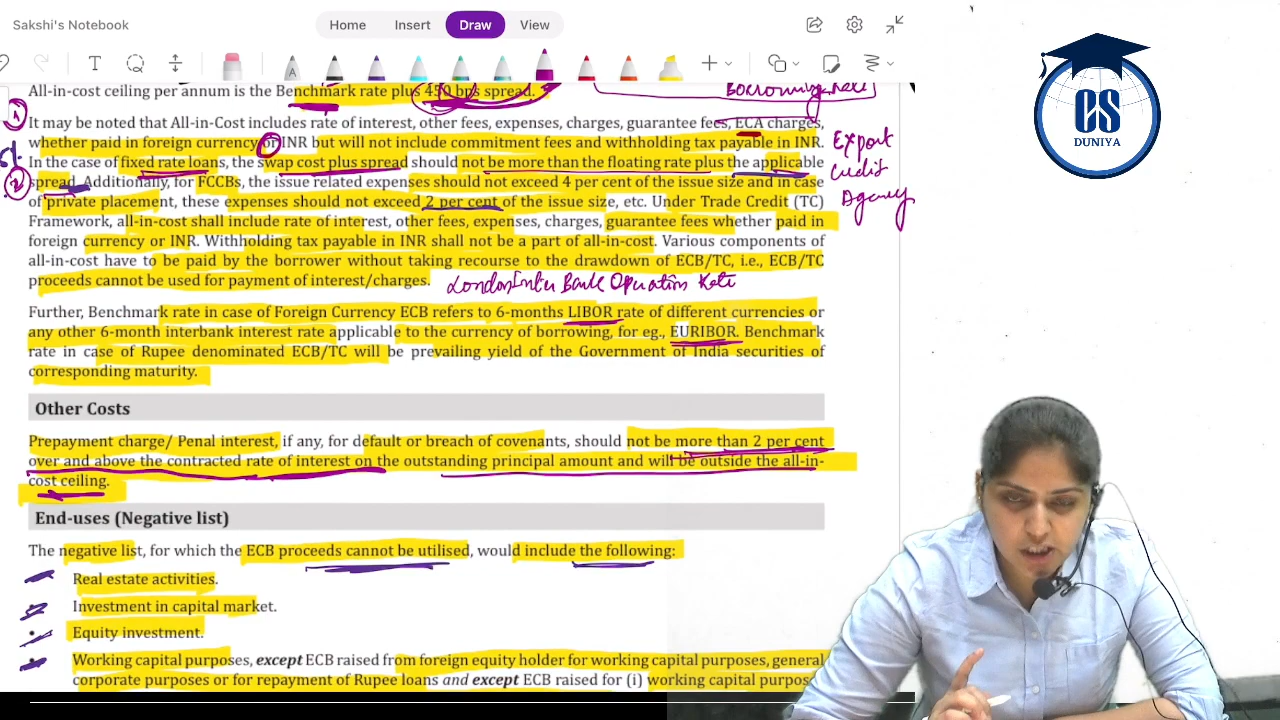 Sakshi's Notebook
Home Insert Draw View
All-in-cost ceiling per annum is the Benchmark rate plus 450 bps spread.
Borrowing Rate
It may be noted that All-in-Cost includes rate of interest, other fees, expenses, charges, guarantee fees, ECA charges,
whether paid in foreign currency or INR but will not include commitment fees and withholding tax payable in INR.
In the case of fixed rate loans, the swap cost plus spread should not be more than the floating rate plus the applicable
spread. Additionally, for FCCBs, the issue related expenses should not exceed 4 per cent of the issue size and in case
of private placement, these expenses should not exceed 2 per cent of the issue size, etc. Under Trade Credit (TC)
Framework, all-in-cost shall include rate of interest, other fees, expenses, charges, guarantee fees whether paid in
foreign currency or INR. Withholding tax payable in INR shall not be a part of all-in-cost. Various components of
all-in-cost have to be paid by the borrower without taking recourse to the drawdown of ECB/TC, i.e., ECB/TC
proceeds cannot be used for payment of interest/charges.
Export
Credit
Agency
London Inter Bank Operation Rate
Further, Benchmark rate in case of Foreign Currency ECB refers to 6-months LIBOR rate of different currencies or
any other 6-month interbank interest rate applicable to the currency of borrowing, for eg., EURIBOR. Benchmark
rate in case of Rupee denominated ECB/TC will be prevailing yield of the Government of India securities of
corresponding maturity.
Other Costs
Prepayment charge/ Penal interest, if any, for default or breach of covenants, should not be more than 2 per cent
over and above the contracted rate of interest on the outstanding principal amount and will be outside the all-in-
cost ceiling.
End-uses (Negative list)
The negative list, for which the ECB proceeds cannot be utilised, would include the following:
Real estate activities.
Investment in capital market.
Equity investment.
Working capital purposes, except ECB raised from foreign equity holder for working capital purposes, general
corporate purposes or for repayment of Rupee loans and except ECB raised for (i) working capital
CS
DUNIYA